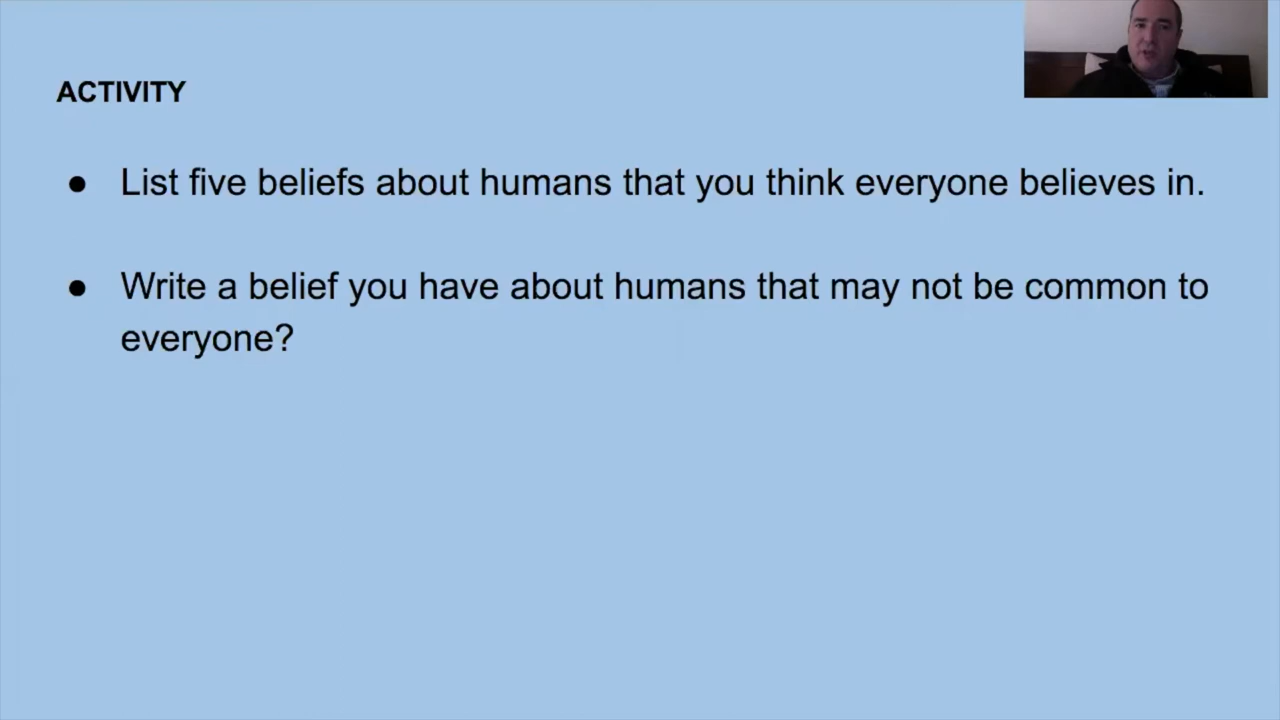 ACTIVITY
● List five beliefs about humans that you think everyone believes in.
● Write a belief you have about humans that may not be common to
everyone?